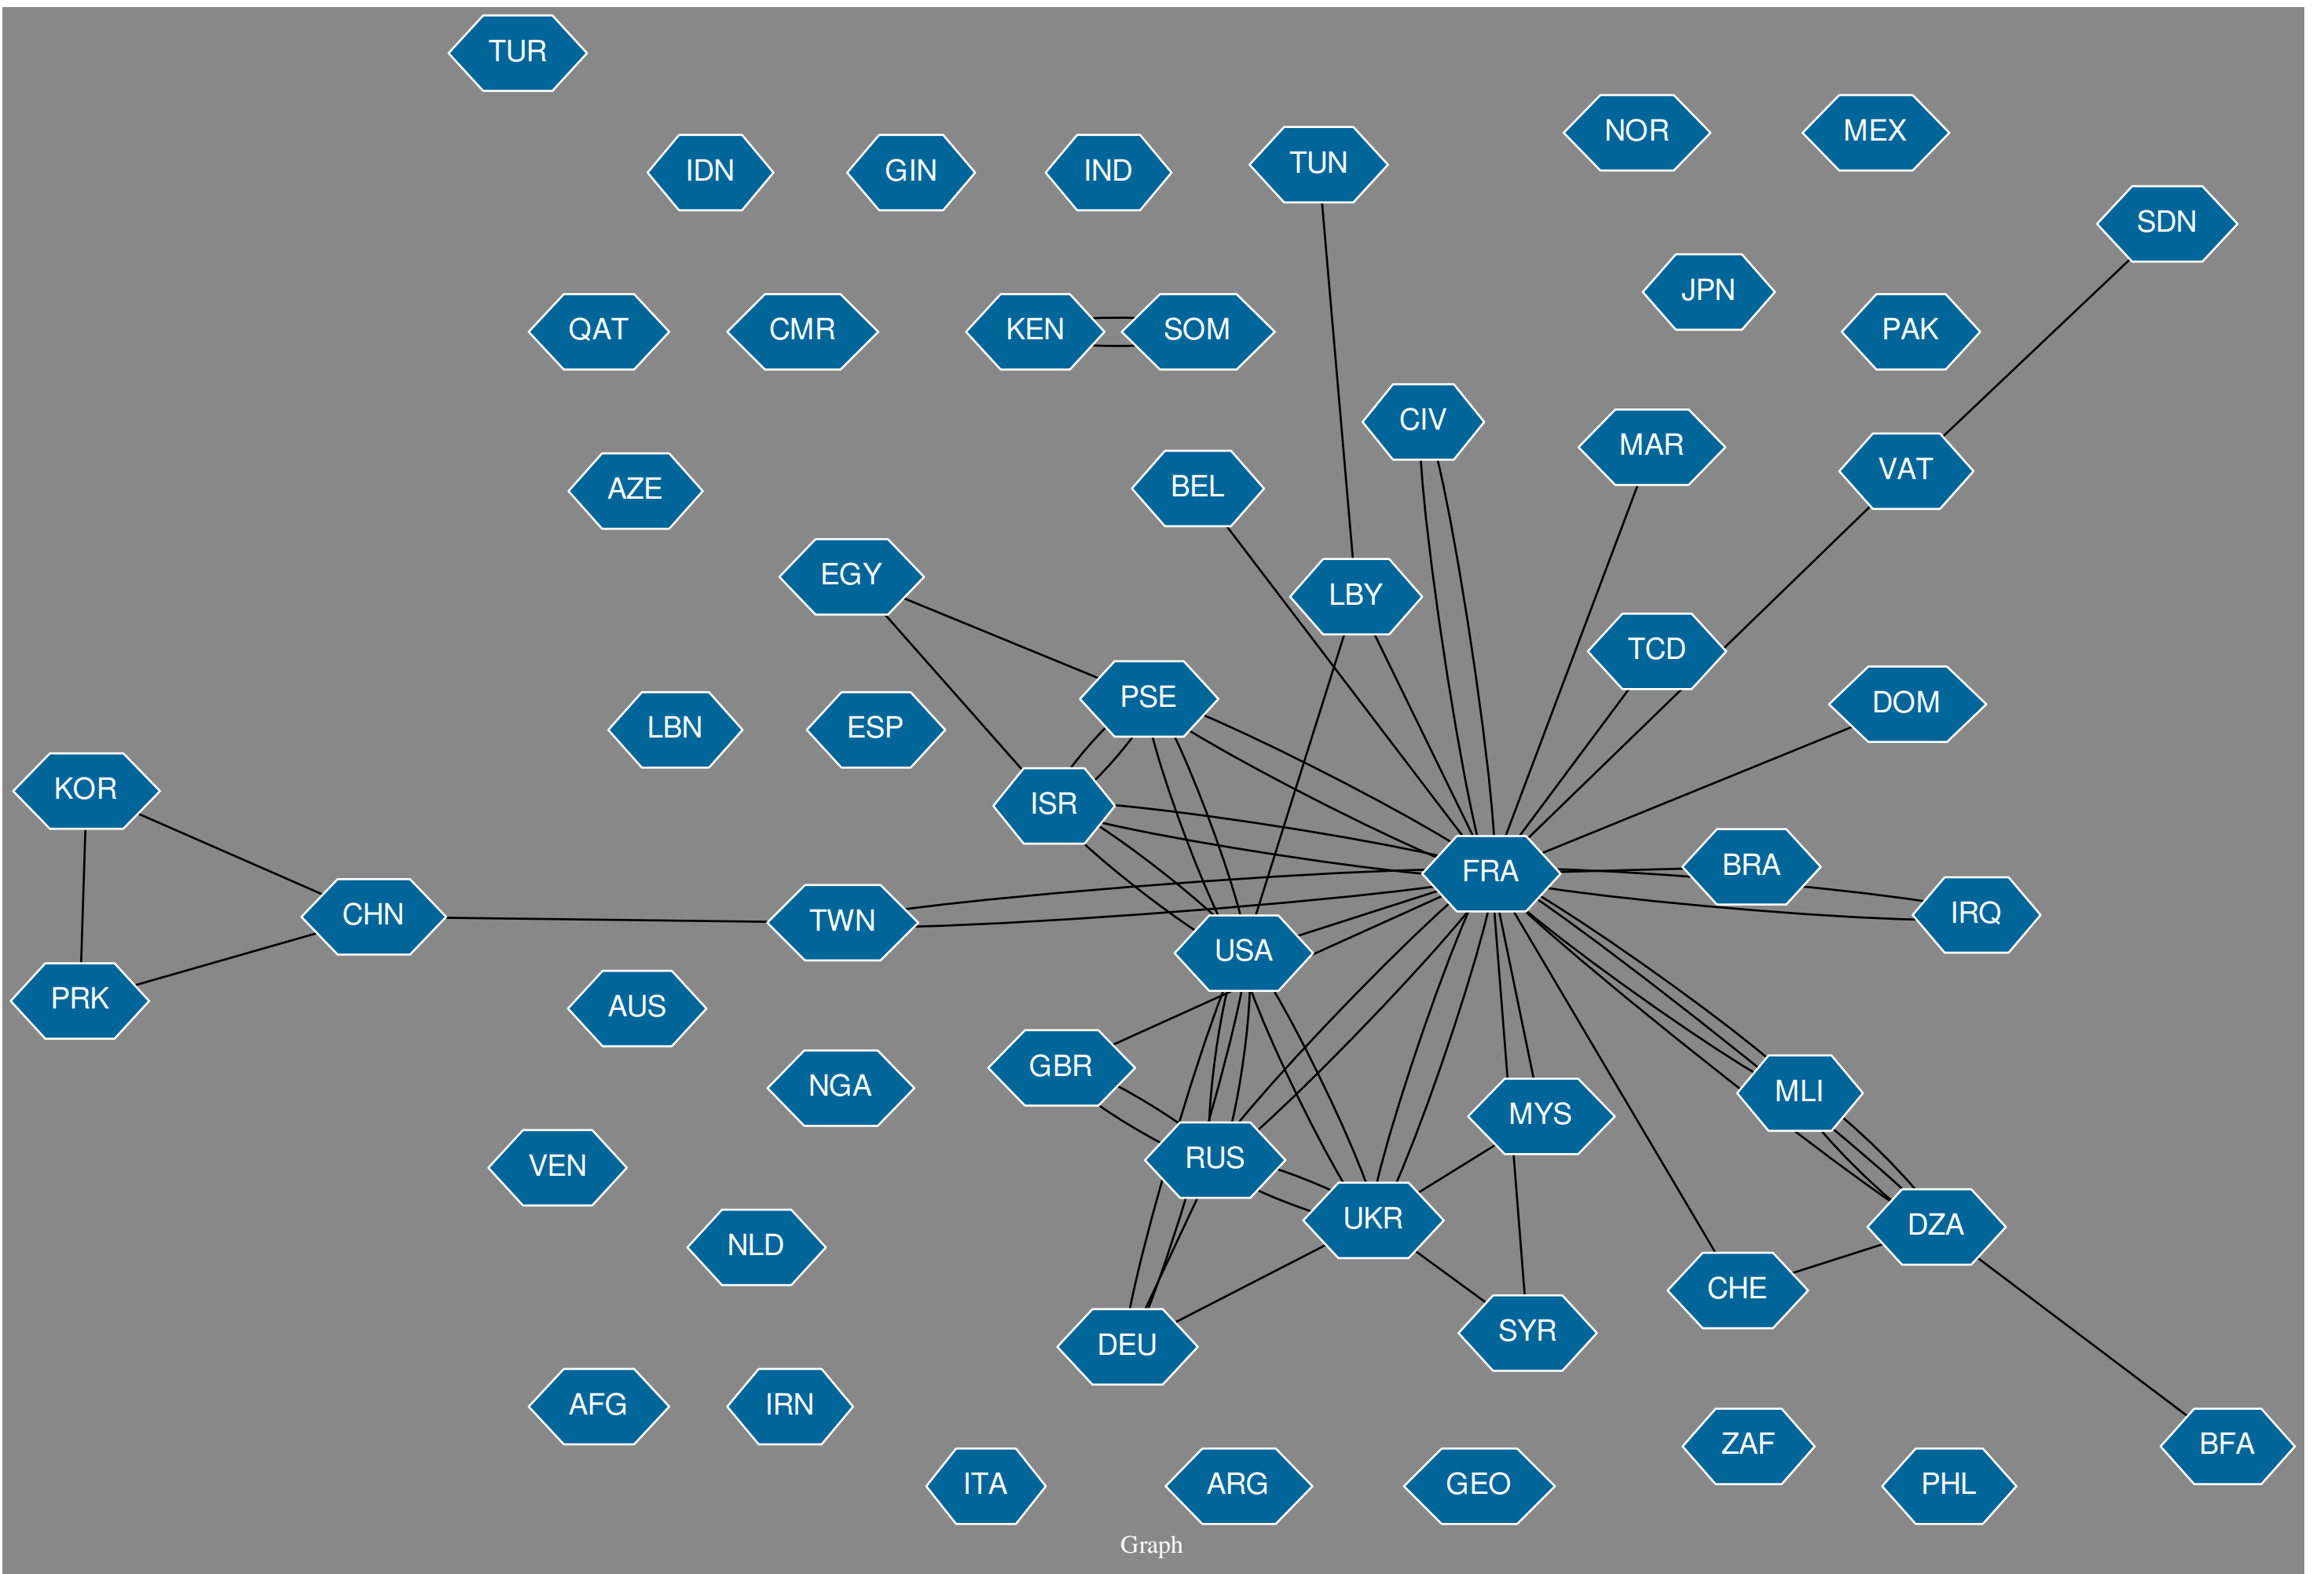 TUR
NOR
MEX
IDN
GIN
IND
TUN
SDN
JPN
QAT
CMR
KEN
SOM
PAK
CIV
MAR
VAT
AZE
BEL
EGY
LBY
TCD
PSE
DOM
LBN
ESP
KOR
ISR
FRA
BRA
CHN
TWN
IRQ
USA
PRK
AUS
GBR
NGA
MLI
MYS
VEN
RUS
UKR
DZA
NLD
CHE
DEU
SYR
AFG
IRN
ZAF
BFA
ITA
ARG
GEO
PHL
Graph